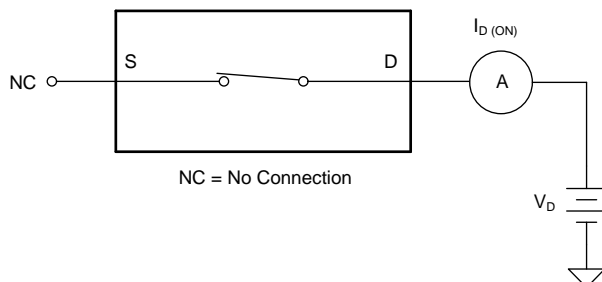 I_D (ON)
S
D
NC
A
NC = No Connection
V_D